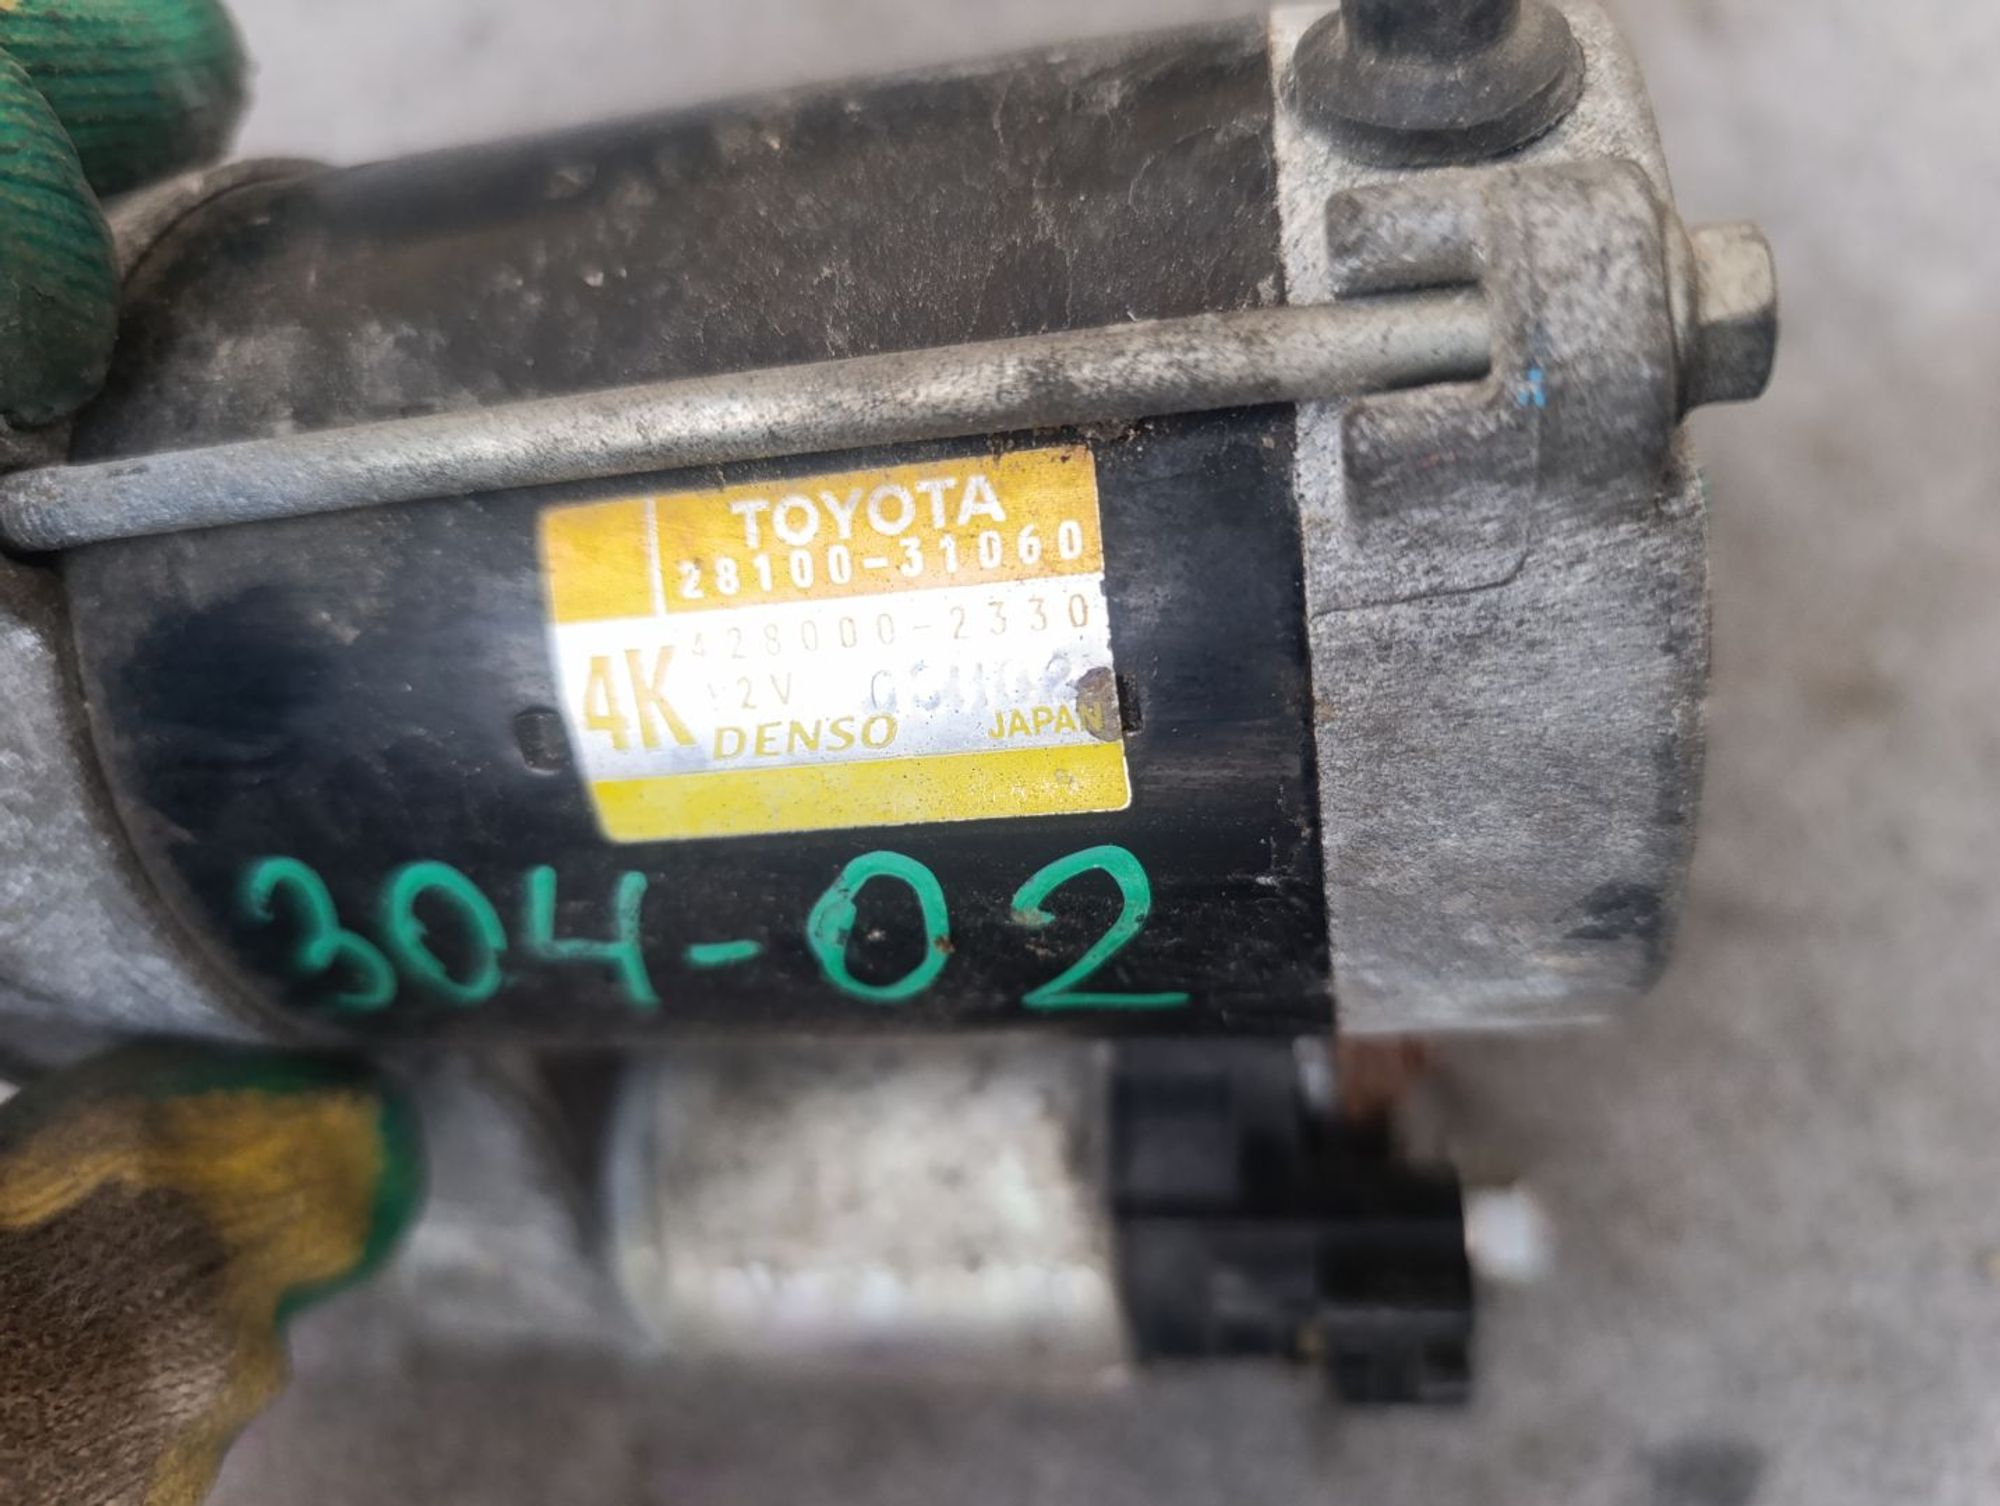 TOYOTA
28100-31060
428000-2330
4K
12V
DENSO JAPAN
304-02